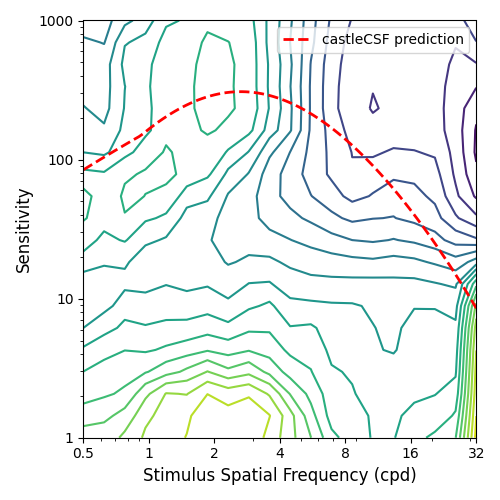 1000
castleCSF prediction
100
Sensitivity
10
1
0.5 1 2 4 8 16 32
Stimulus Spatial Frequency (cpd)